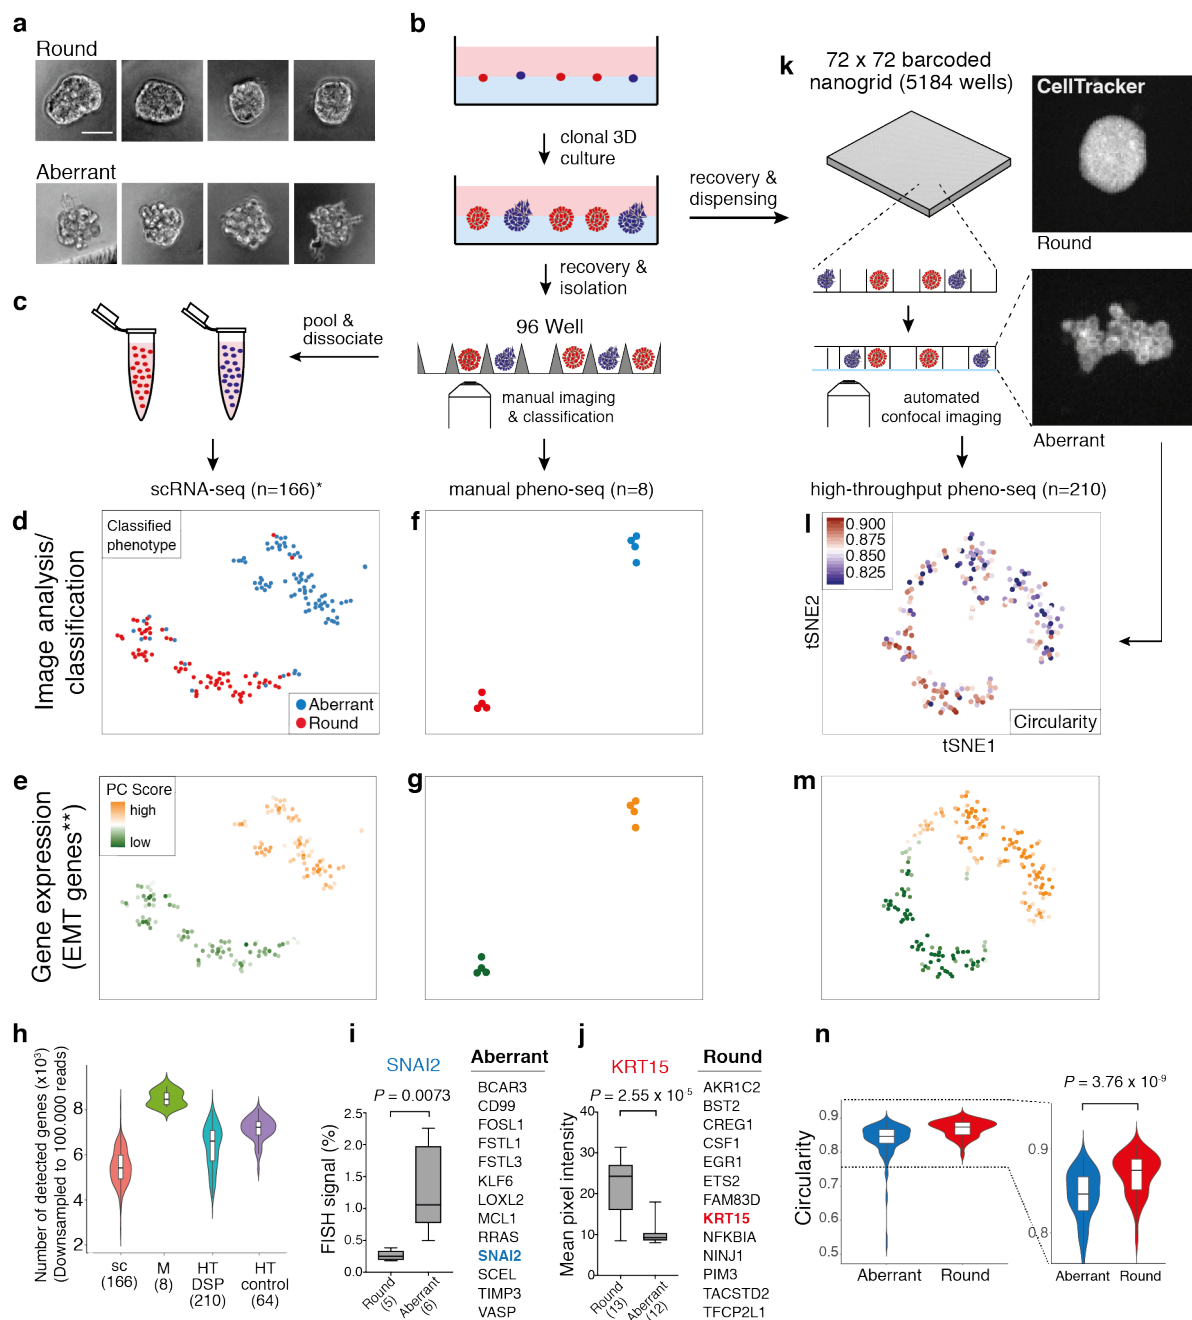 a
Round
Aberrant
b
clonal 3D
culture
recovery &
isolation
recovery &
dispensing
96 Well
manual imaging
& classification
c
pool &
dissociate
k
72 x 72 barcoded
nanogrid (5184 wells)
CellTracker
Round
Aberrant
automated
confocal imaging
scRNA-seq (n=166)*
manual pheno-seq (n=8)
high-throughput pheno-seq (n=210)
Image analysis/
classification
d
Classified
phenotype
Aberrant
Round
f
l
0.900
0.875
0.850
0.825
tSNE2
tSNE1
Circularity
Gene expression
(EMT genes**)
e
PC Score
high
low
g
m
h
Number of detected genes (x10³)
(Downsampled to 100.000 reads)
8
6
4
2
sc
(166)
M
(8)
HT
DSP
(210)
HT
control
(64)
i
SNAI2
P = 0.0073
FISH signal (%)
2.5
2.0
1.5
1.0
0.5
0.0
Round
(5)
Aberrant
(6)
Aberrant
BCAR3
CD99
FOSL1
FSTL1
FSTL3
KLF6
LOXL2
MCL1
RRAS
SNAI2
SCEL
TIMP3
VASP
j
KRT15
P = 2.55 x 10⁻⁵
Mean pixel intensity
40
30
20
10
0
Round
(13)
Aberrant
(12)
Round
AKR1C2
BST2
CREG1
CSF1
EGR1
ETS2
FAM83D
KRT15
NFKBIA
NINJ1
PIM3
TACSTD2
TFCP2L1
n
Circularity
0.9
0.8
0.7
0.6
0.5
Aberrant
Round
P = 3.76 x 10⁻⁹
0.9
0.8
Aberrant
Round